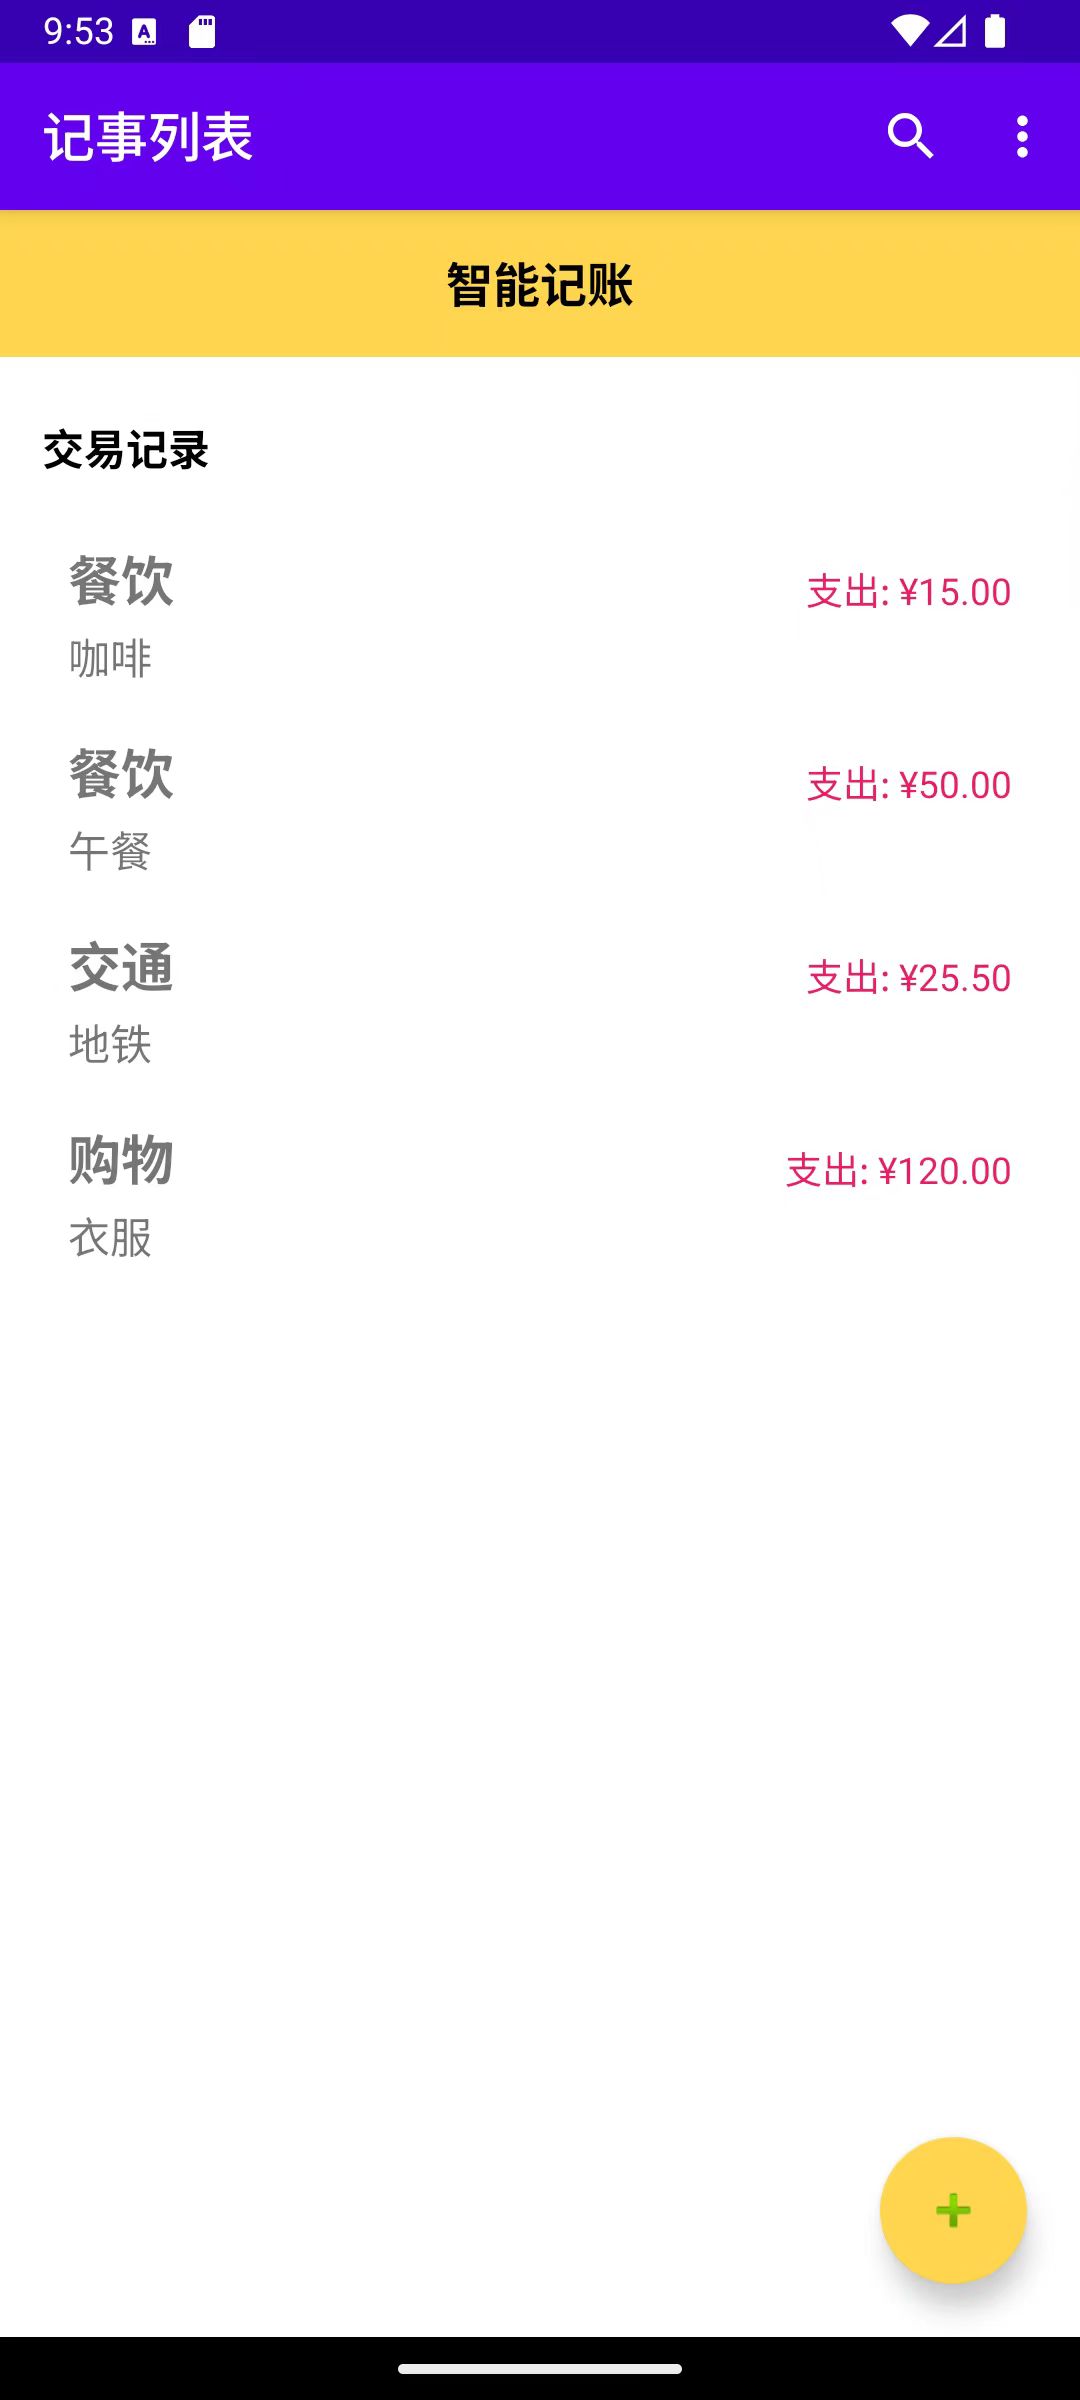 9:53
记事列表
智能记账
交易记录
餐饮
支出: ¥15.00
咖啡
餐饮
支出: ¥50.00
午餐
交通
支出: ¥25.50
地铁
购物
支出: ¥120.00
衣服